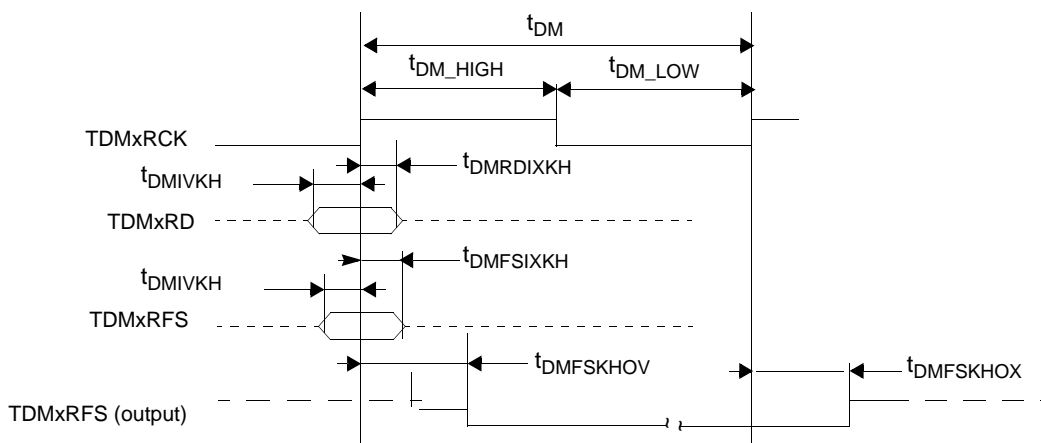 tDM
tDM_HIGH
tDM_LOW
TDMxRCK
tDMRDIXKH
tDMIVKH
TDMxRD
tDMFSIXKH
tDMIVKH
TDMxRFS
tDMFSKHOV
tDMFSKHOX
TDMxRFS (output)